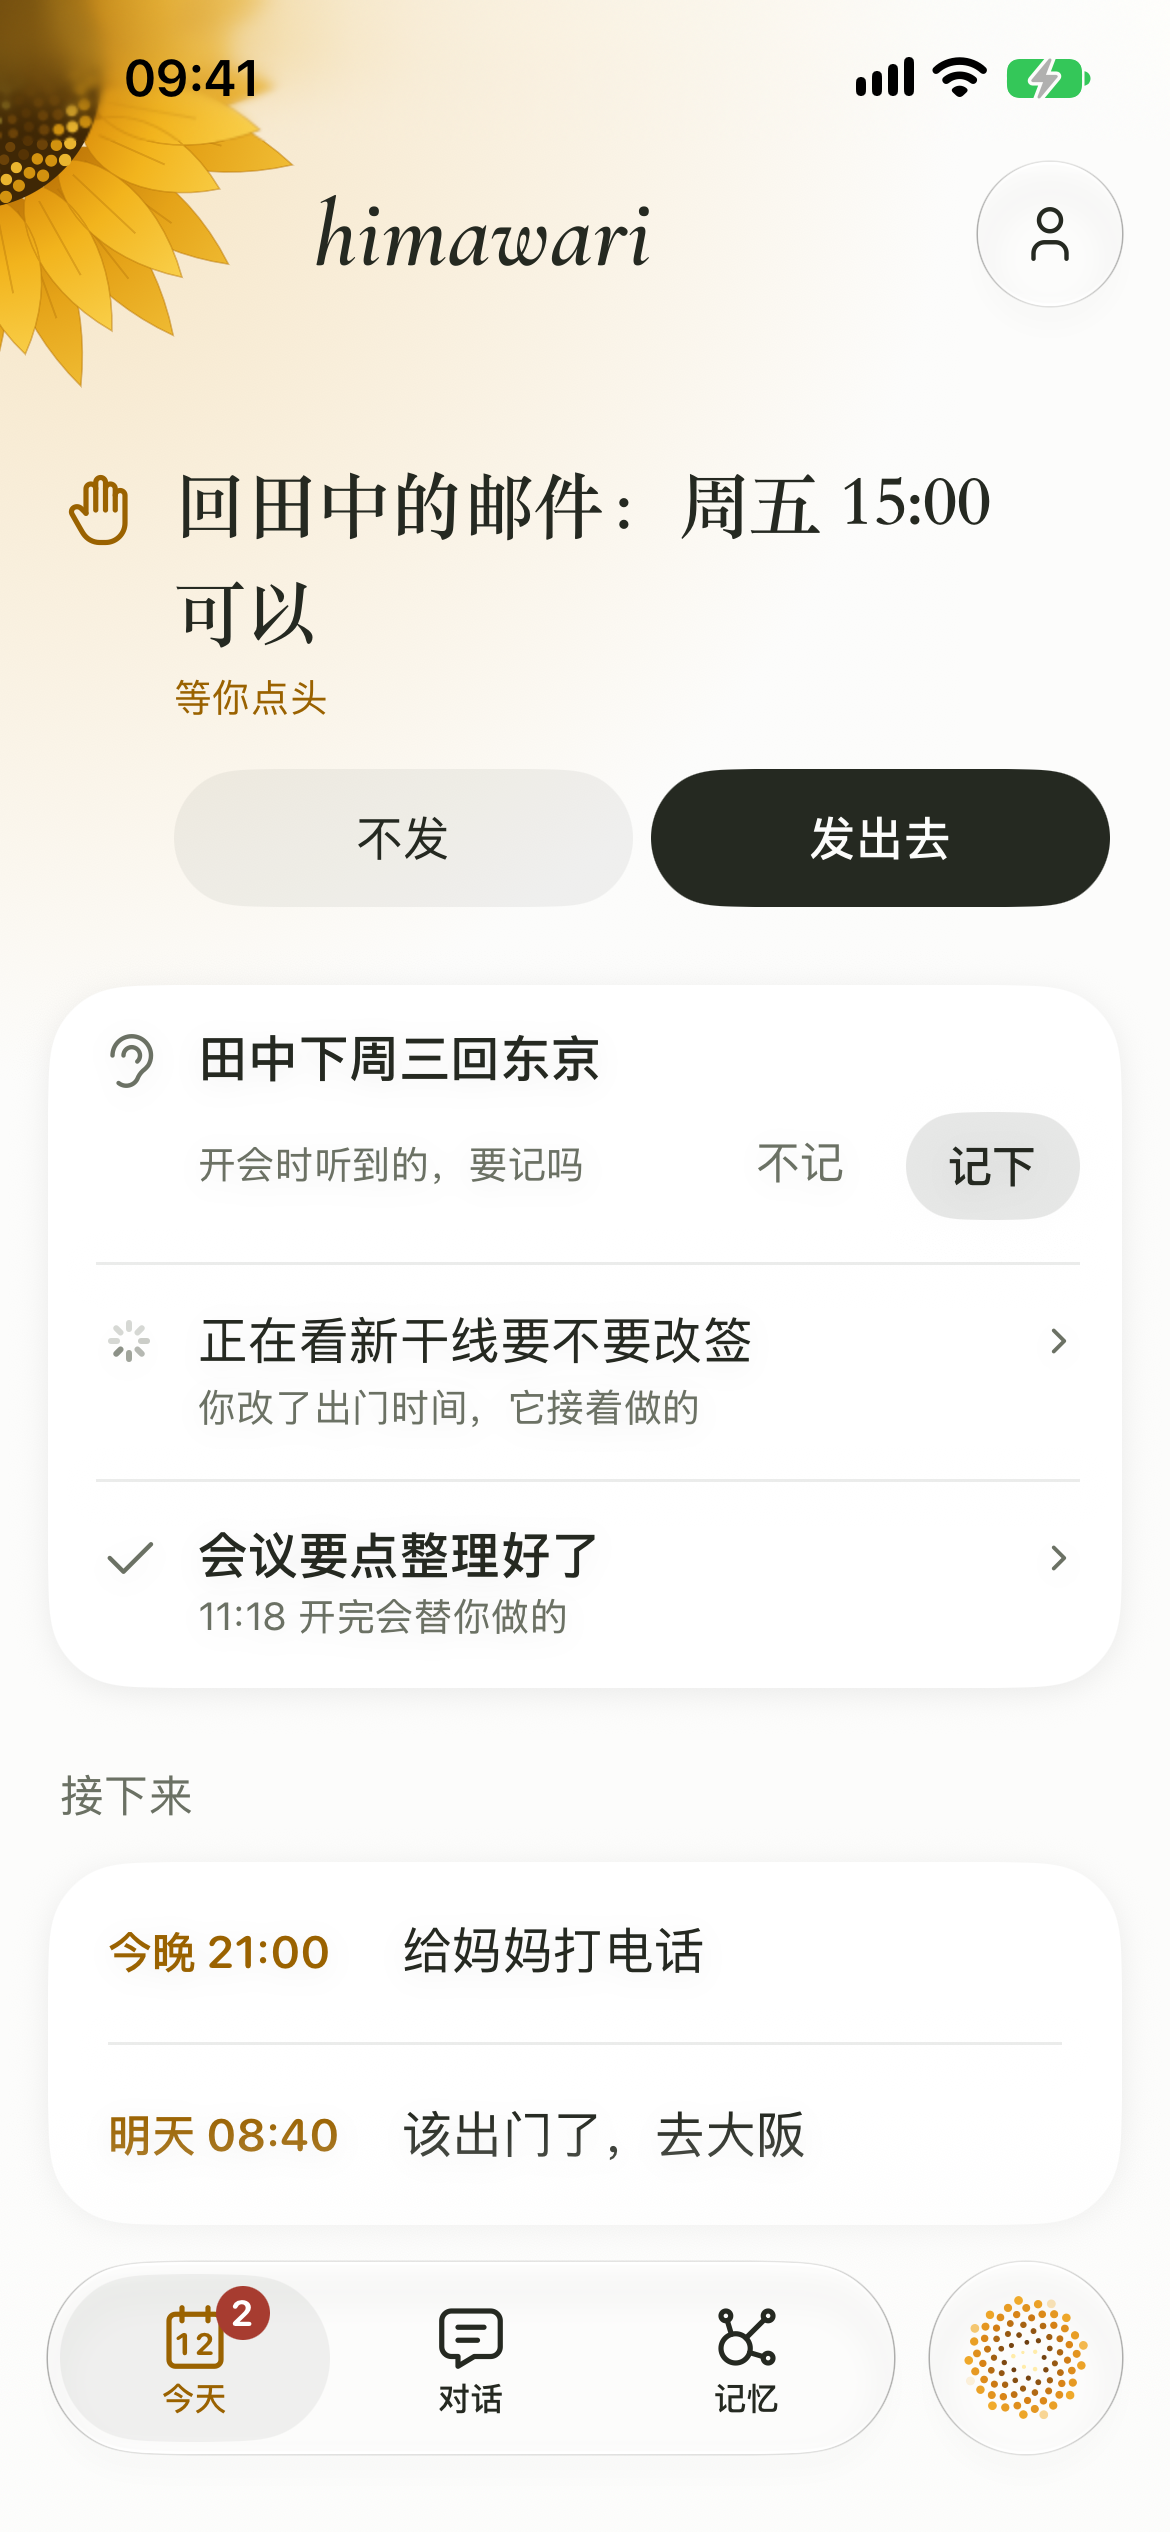 09:41
himawari
回田中的邮件：周五 15:00
可以
等你点头
不发
发出去
田中下周三回东京
开会时听到的，要记吗
不记
记下
正在看新干线要不要改签
你改了出门时间，它接着做的
会议要点整理好了
11:18 开完会替你做的
接下来
今晚 21:00
给妈妈打电话
明天 08:40
该出门了，去大阪
12
2
今天
对话
记忆